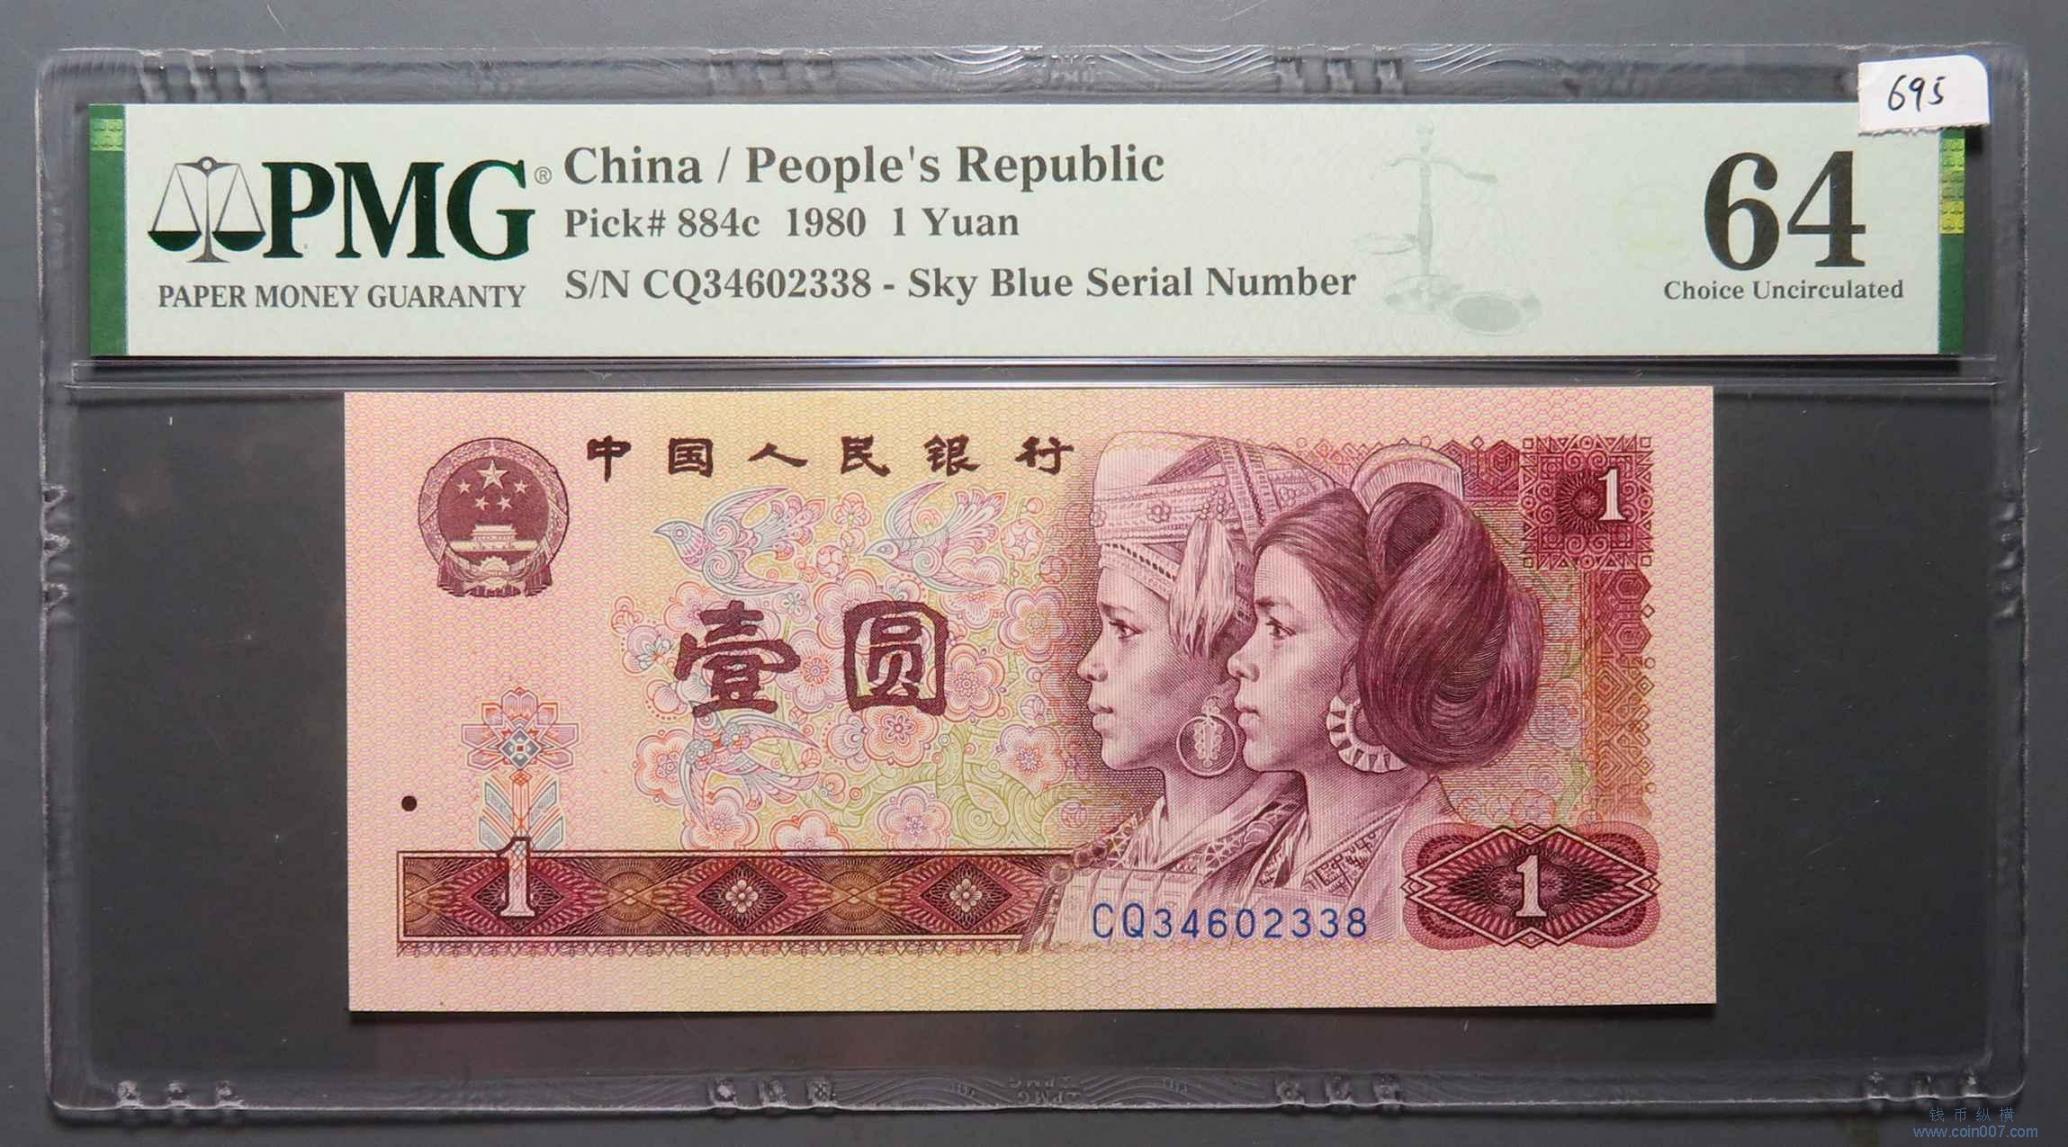 695
PMG®
PAPER MONEY GUARANTY
China / People's Republic
Pick# 884c 1980 1 Yuan
S/N CQ34602338 - Sky Blue Serial Number
64
Choice Uncirculated
中国人民银行
1
壹圆
1
CQ34602338
1
钱币纵横
www.coin007.com